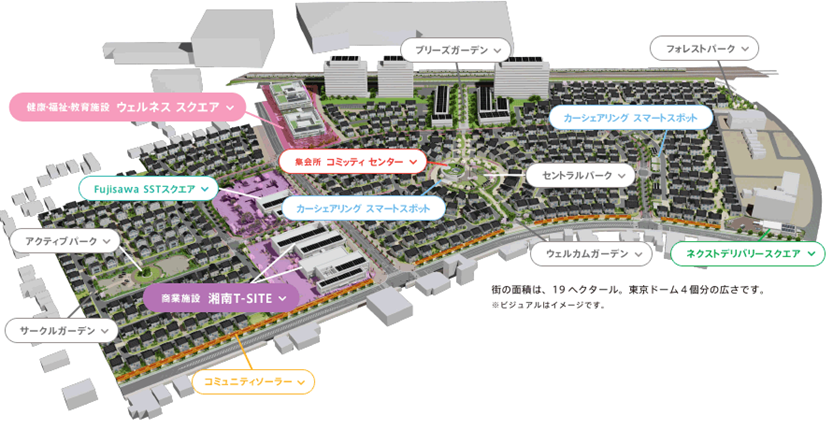 ブリーズガーデン
フォレストパーク
健康・福祉・教育施設 ウェルネス スクエア
カーシェアリング スマートスポット
集会所 コミッティ センター
セントラルパーク
Fujisawa SSTスクエア
カーシェアリング スマートスポット
アクティブパーク
ウェルカムガーデン
ネクストデリバリースクエア
商業施設 湘南T-SITE
街の面積は、19ヘクタール。東京ドーム4個分の広さです。
※ビジュアルはイメージです。
サークルガーデン
コミュニティソーラー